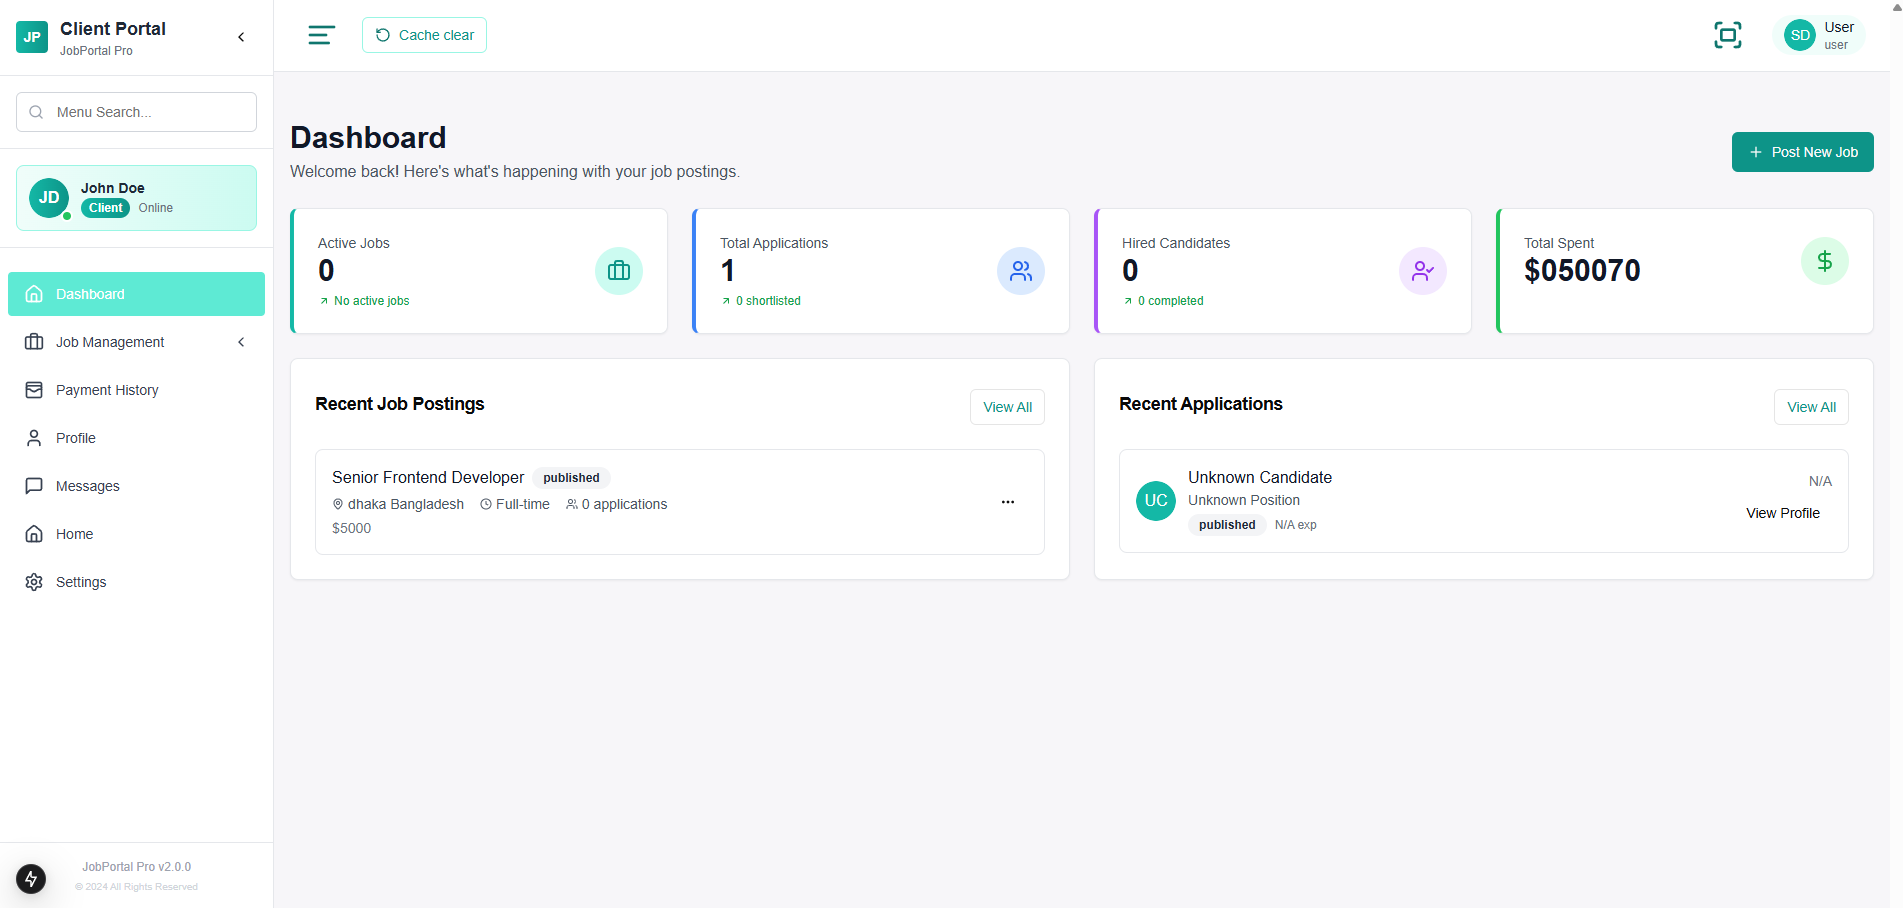 JP
Client Portal
JobPortal Pro
Menu Search...
JD
John Doe
Client Online
Dashboard
Job Management
Payment History
Profile
Messages
Home
Settings
JobPortal Pro v2.0.0
© 2024 All Rights Reserved
Cache clear
SD
User
user
Dashboard
Welcome back! Here's what's happening with your job postings.
Post New Job
Active Jobs
0
No active jobs
Total Applications
1
0 shortlisted
Hired Candidates
0
0 completed
Total Spent
$050070
Recent Job Postings
View All
Senior Frontend Developer published
dhaka Bangladesh Full-time 0 applications
$5000
Recent Applications
View All
UC
Unknown Candidate
Unknown Position
published N/A exp
N/A
View Profile